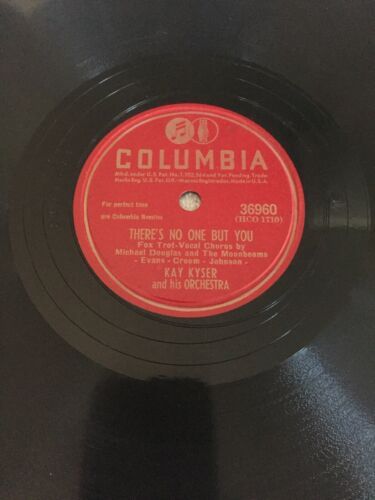 COLUMBIA
For perfect tone
use Columbia Needles
36960
(HCO 1710)
THERE'S NO ONE BUT YOU
Fox Trot-Vocal Chorus by
Michael Douglas and The Moonbeams
- Evans - Croom - Johnson -
KAY KYSER
and his ORCHESTRA